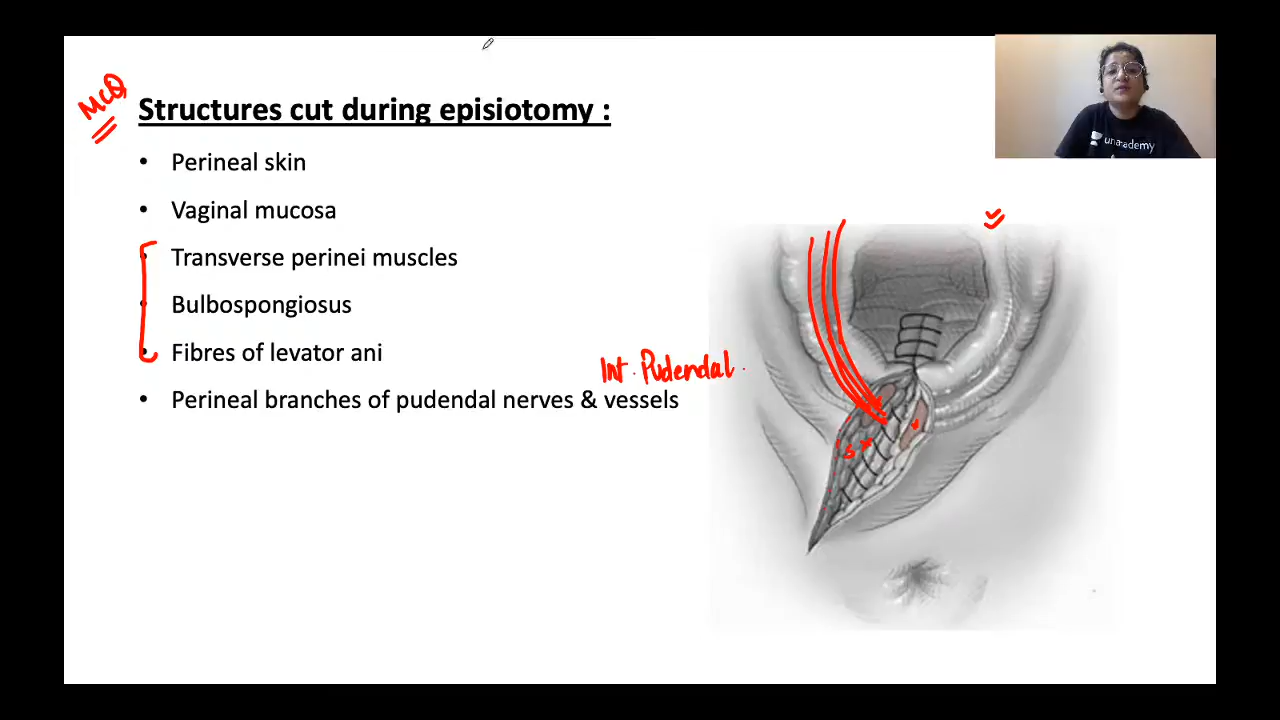 MCQ
Structures cut during episiotomy :
• Perineal skin
• Vaginal mucosa
• Transverse perinei muscles
• Bulbospongiosus
• Fibres of levator ani
Int. Pudendal.
• Perineal branches of pudendal nerves & vessels
unacademy